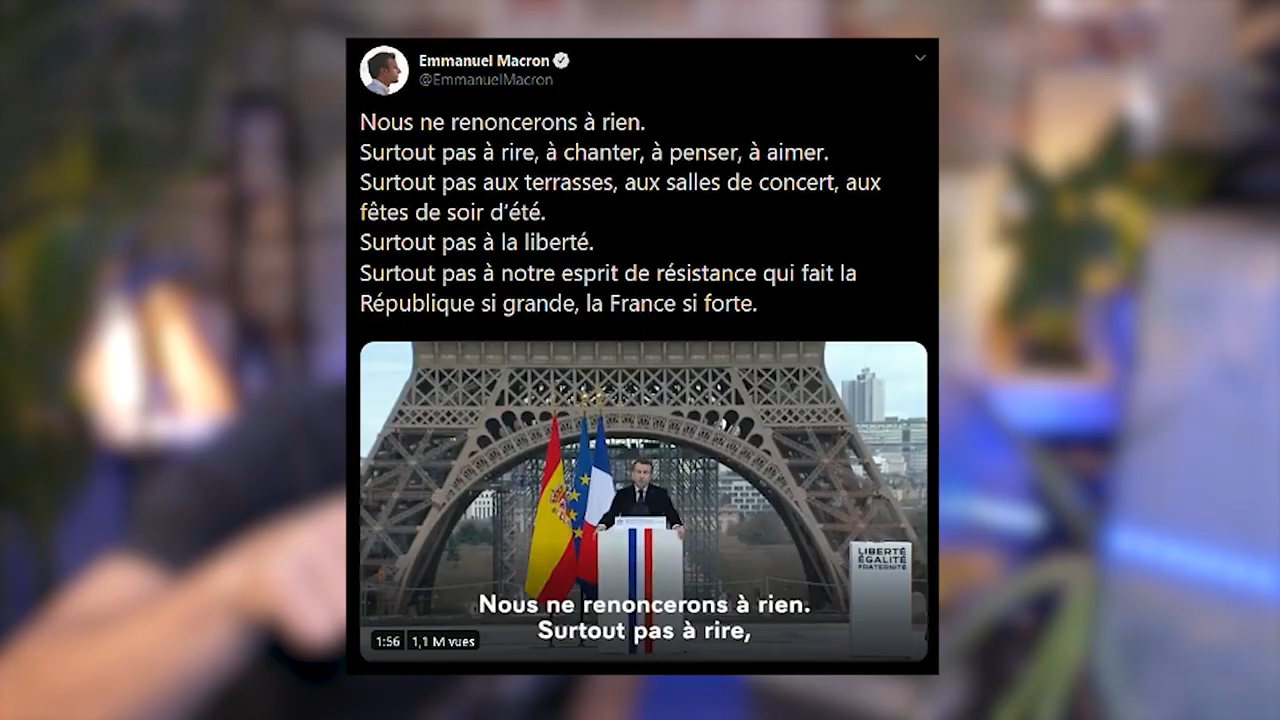 Emmanuel Macron
@EmmanuelMacron
Nous ne renoncerons à rien.
Surtout pas à rire, à chanter, à penser, à aimer.
Surtout pas aux terrasses, aux salles de concert, aux
fêtes de soir d'été.
Surtout pas à la liberté.
Surtout pas à notre esprit de résistance qui fait la
République si grande, la France si forte.
LIBERTÉ
ÉGALITÉ
FRATERNITÉ
Nous ne renoncerons à rien.
Surtout pas à rire,
1:56 1,1 M vues